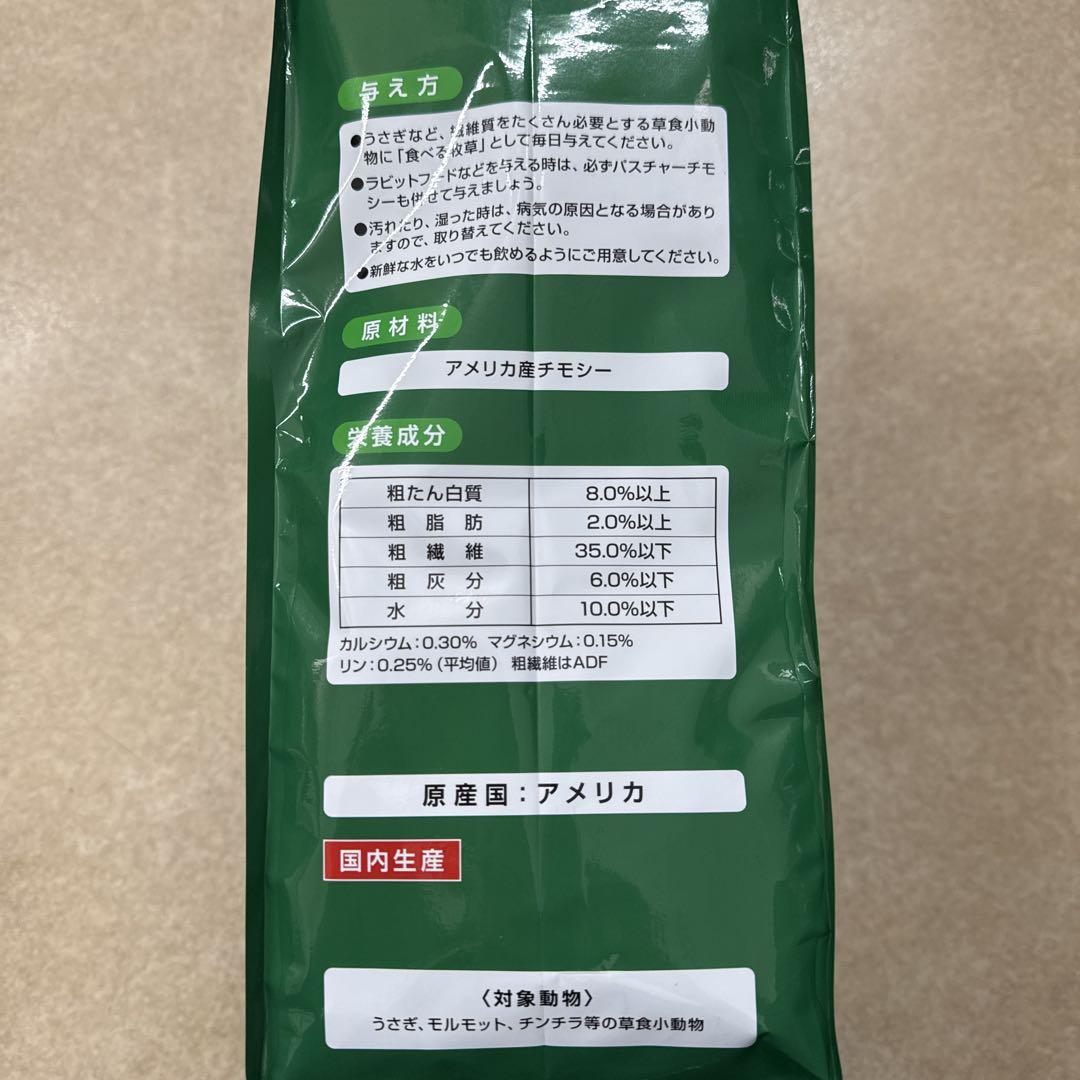 与え方
●うさぎなど、繊維質をたくさん必要とする草食小動
物に「食べる牧草」として毎日与えてください。
●ラビットフードなどを与える時は、必ずパスチャーチモ
シーも併せて与えましょう。
●汚れたり、湿った時は、病気の原因となる場合があり
ますので、取り替えてください。
●新鮮な水をいつでも飲めるようにご用意してください。
原材料
アメリカ産チモシー
栄養成分
粗たん白質 8.0%以上
粗脂肪 2.0%以上
粗繊維 35.0%以下
粗灰分 6.0%以下
水分 10.0%以下
カルシウム:0.30% マグネシウム:0.15%
リン:0.25%(平均値) 粗繊維はADF
原産国:アメリカ
国内生産
〈対象動物〉
うさぎ、モルモット、チンチラ等の草食小動物